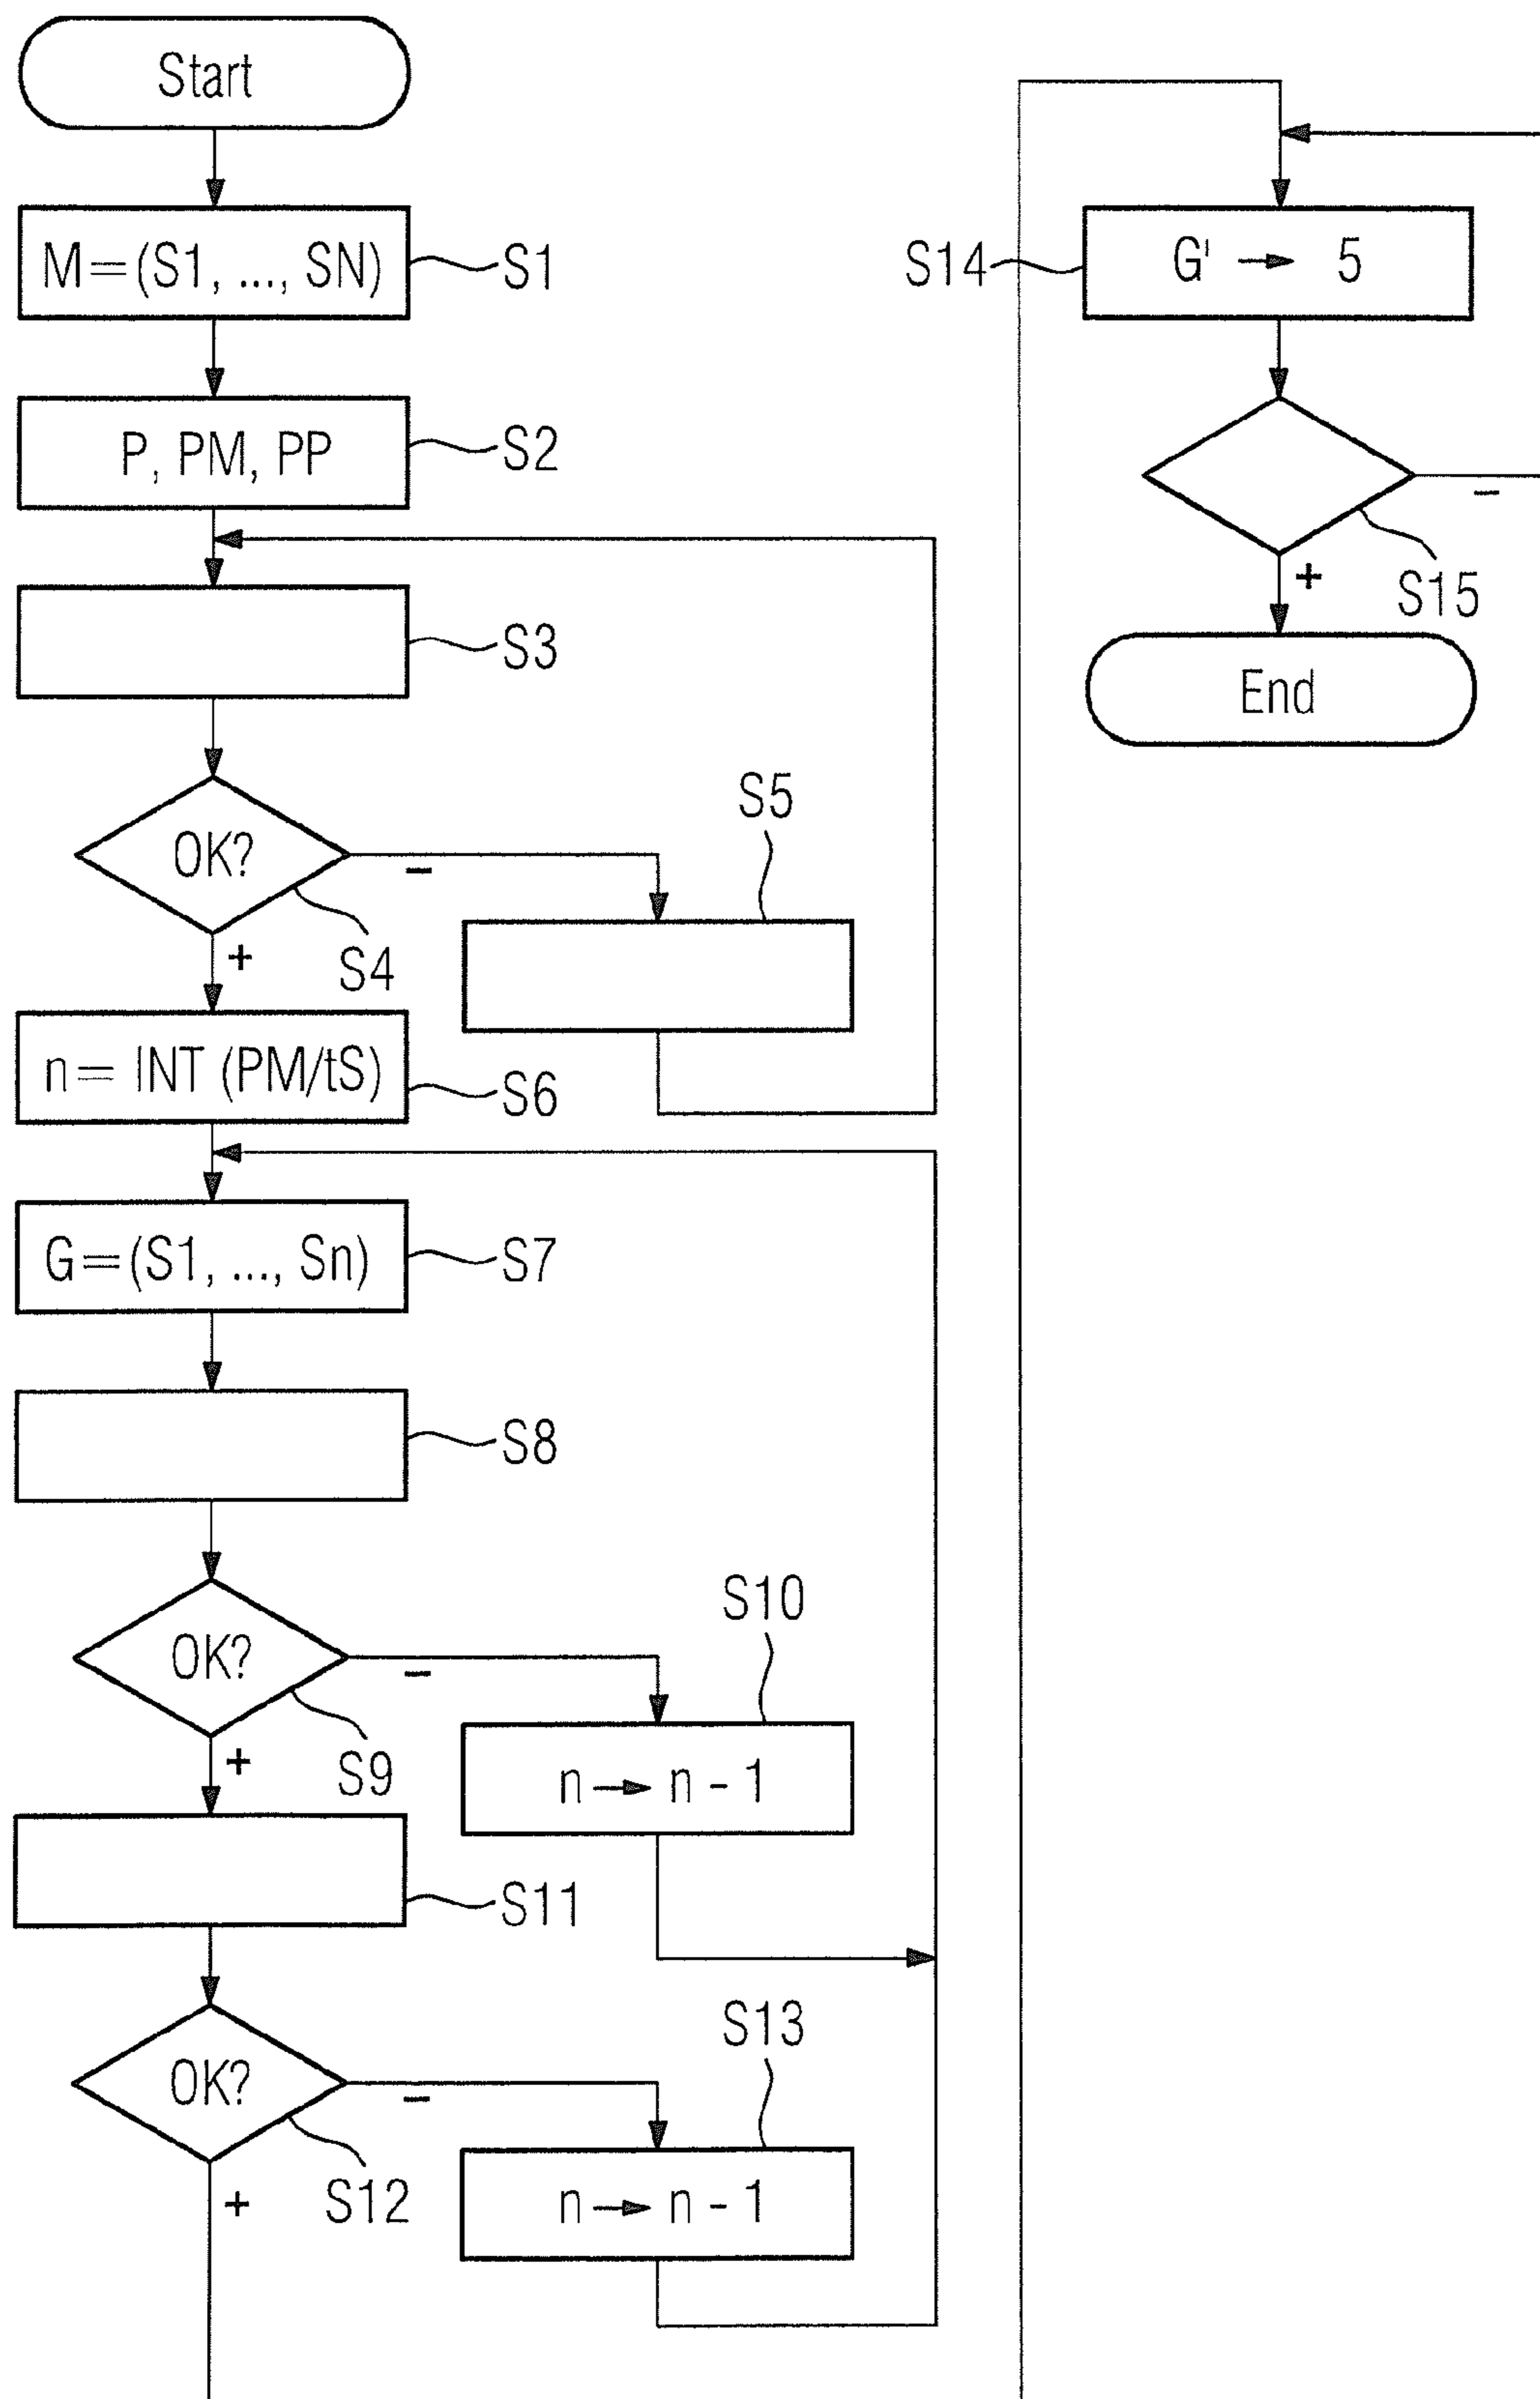 Start
M=(S1, ..., SN)
S1
P, PM, PP
S2
S3
OK?
-
+
S4
S5
n= INT (PM/tS)
S6
G=(S1, ..., Sn)
S7
S8
OK?
-
+
S9
S10
n→n-1
S11
OK?
-
+
S12
S13
n→n-1
S14
G' → 5
-
+
S15
End